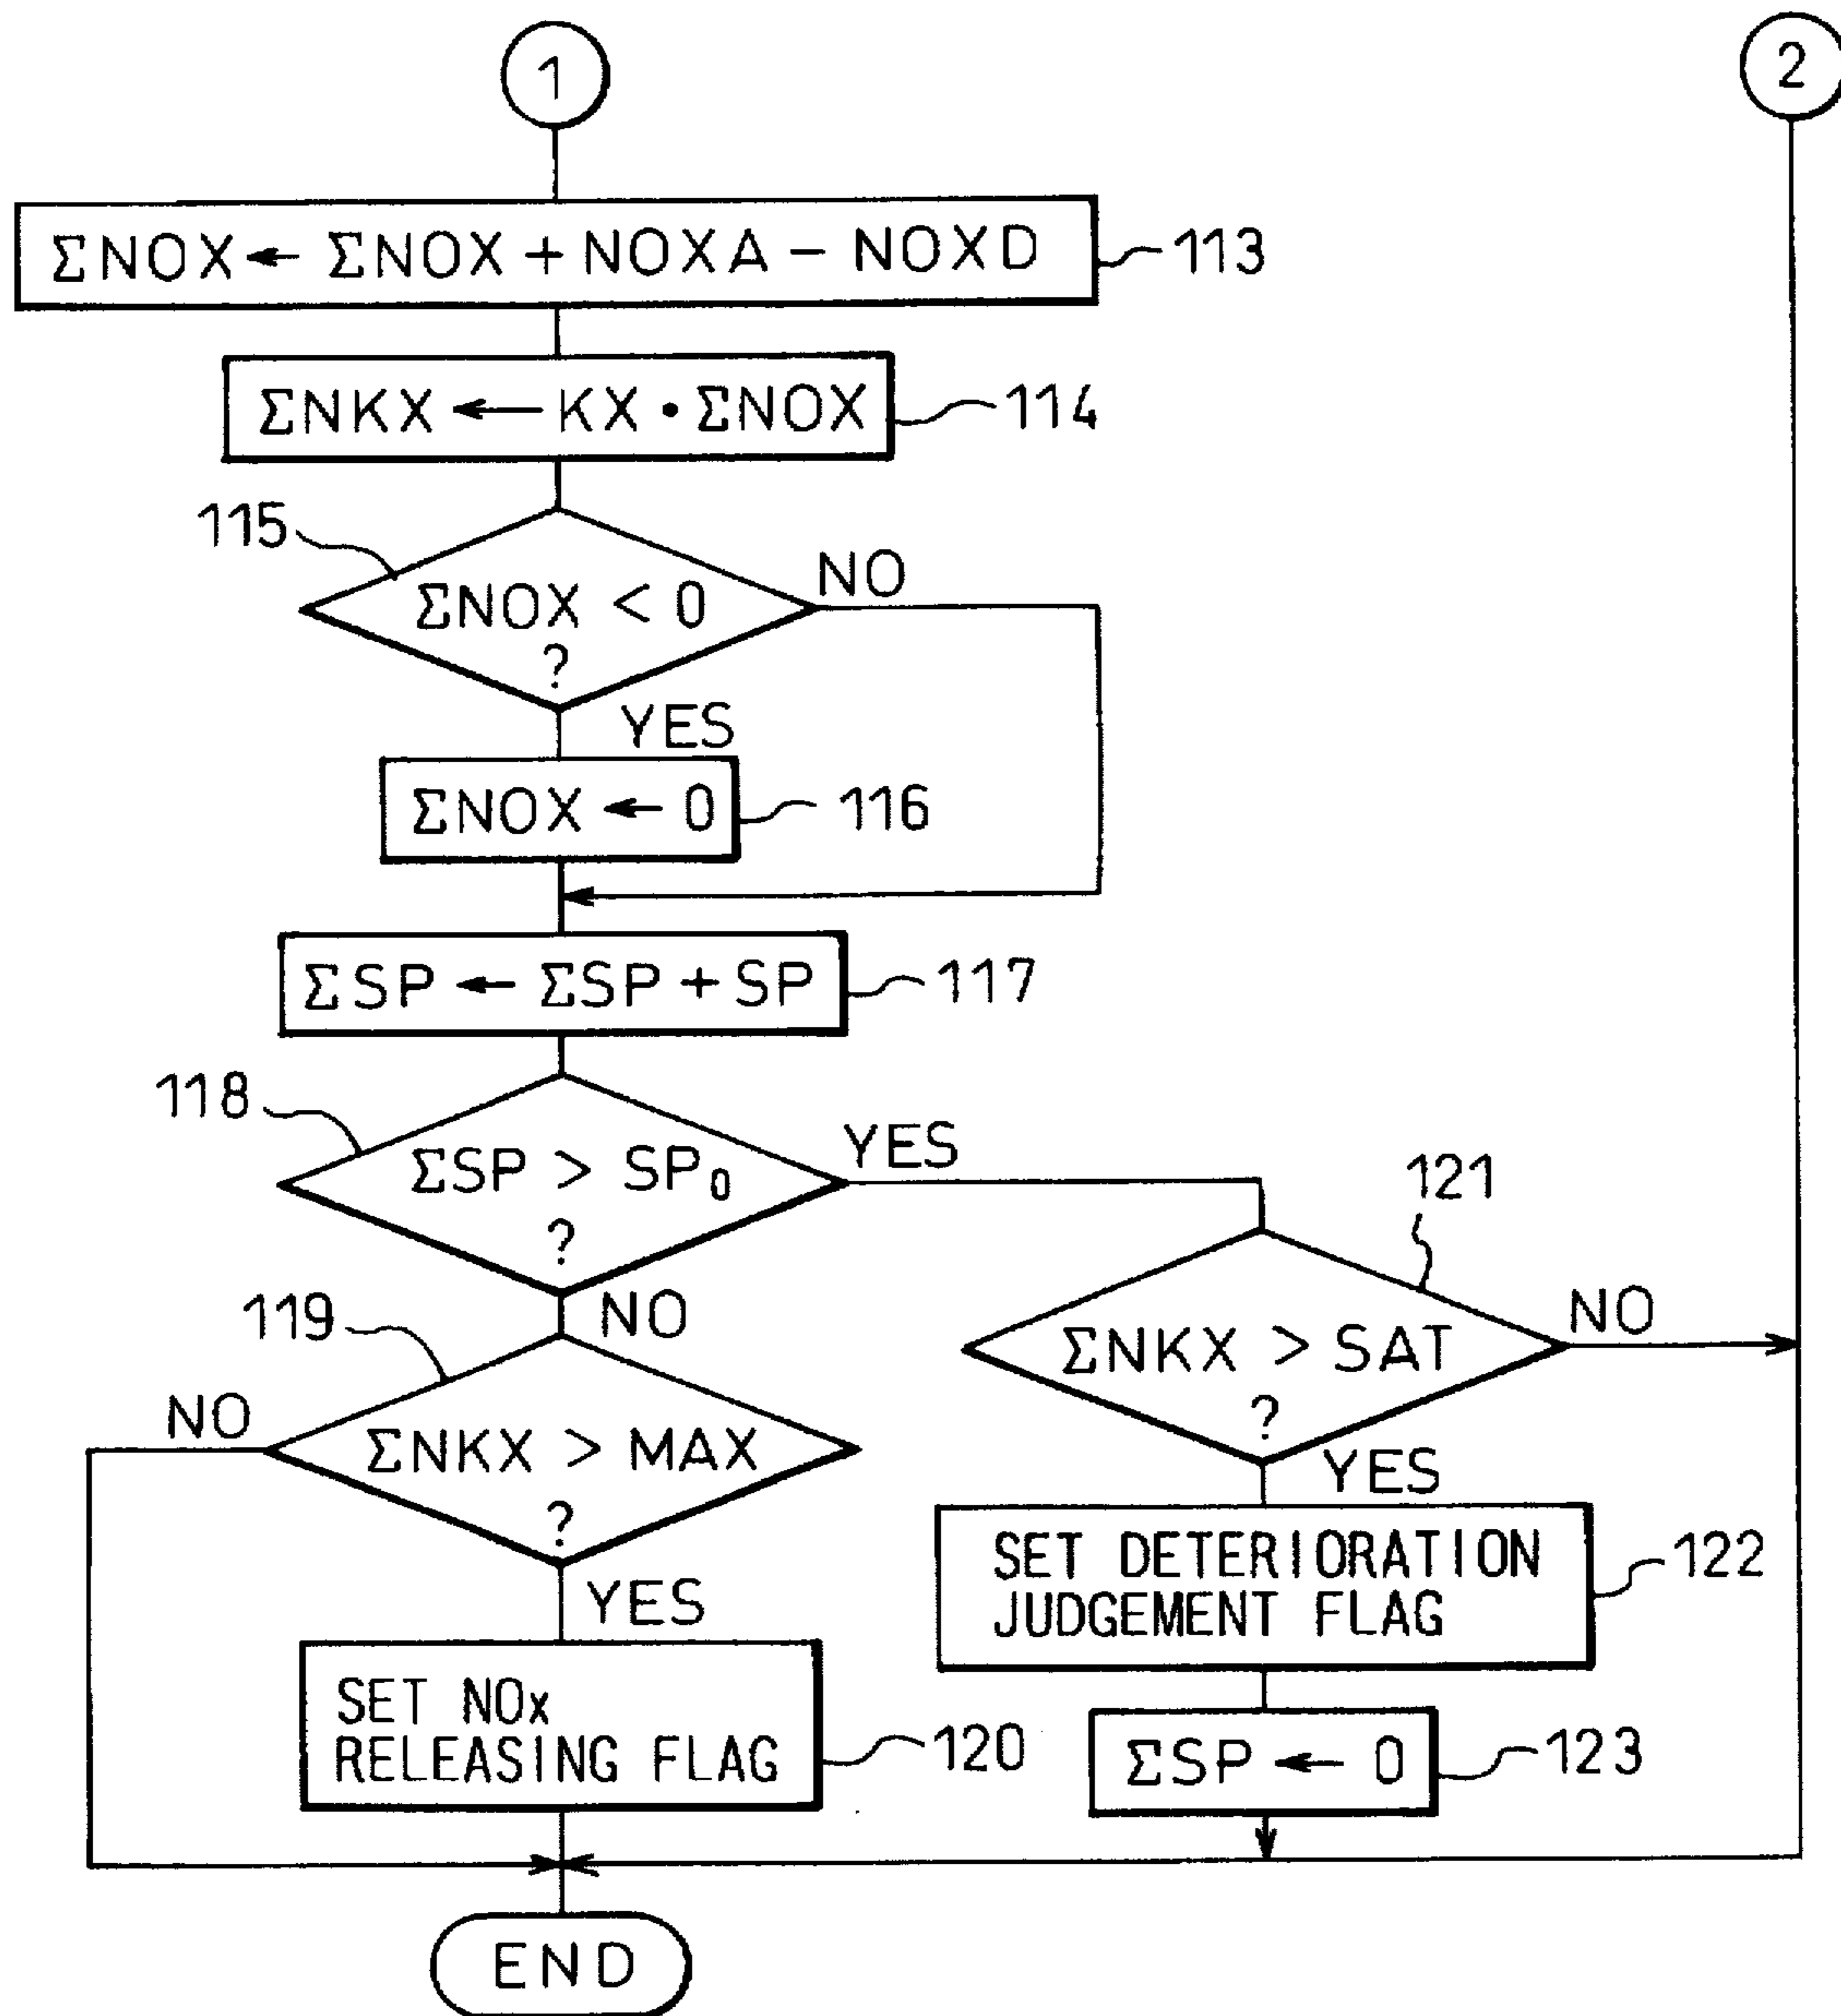 1
2
ΣNOX ← ΣNOX + NOXA − NOXD
113
ΣNKX ← KX • ΣNOX
114
115
ΣNOX < 0
?
NO
YES
ΣNOX ← 0
116
ΣSP ← ΣSP + SP
117
118
ΣSP > SP₀
?
YES
NO
121
ΣNKX > SAT
?
NO
YES
119
ΣNKX > MAX
?
NO
YES
SET DETERIORATION
JUDGEMENT FLAG
122
SET NOx
RELEASING FLAG
120
ΣSP ← 0
123
END